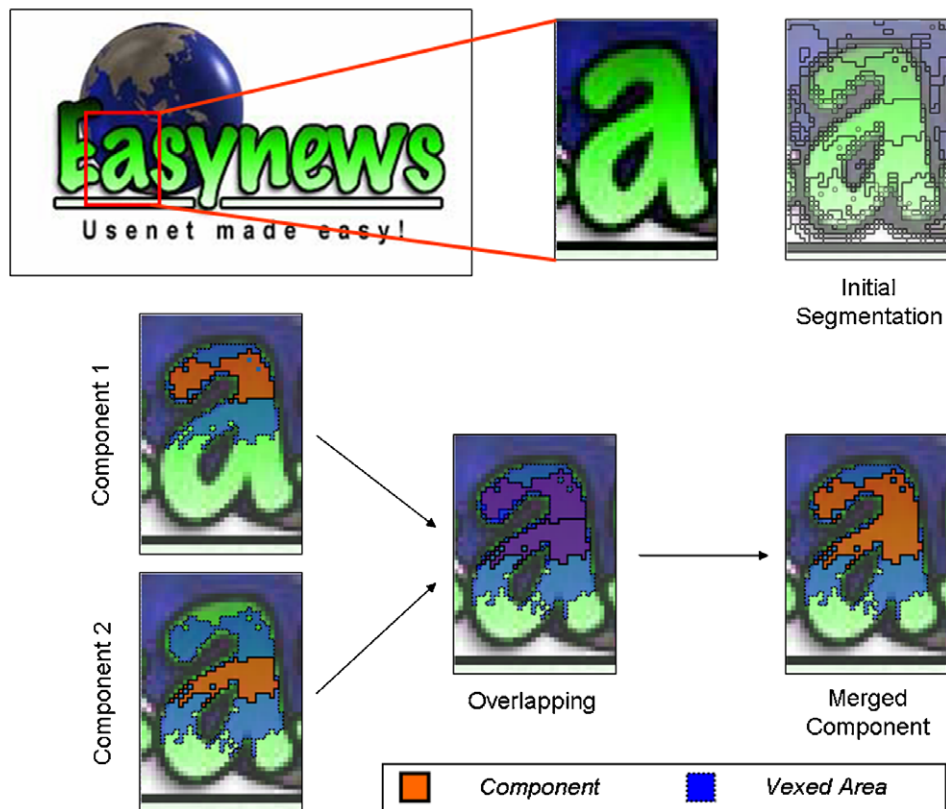 Easynews
Usenet made easy!
a
Initial
Segmentation
Component 1
Component 2
Overlapping
Merged
Component
Component
Vexed Area